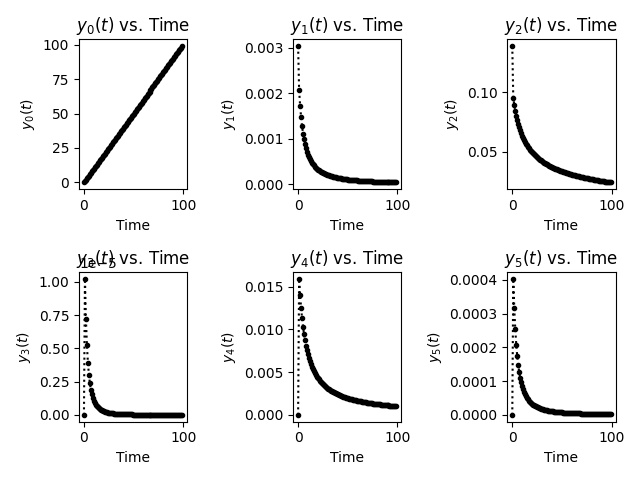 y₀(t) vs. Time
y₁(t) vs. Time
y₂(t) vs. Time
100
75
50
25
0
y₀(t)
0
100
Time
0.003
0.002
0.001
0.000
y₁(t)
0
100
Time
0.10
0.05
y₂(t)
0
100
Time
y₃(t) vs. Time
1e−5
y₄(t) vs. Time
y₅(t) vs. Time
1.00
0.75
0.50
0.25
0.00
y₃(t)
0
100
Time
0.015
0.010
0.005
0.000
y₄(t)
0
100
Time
0.0004
0.0003
0.0002
0.0001
0.0000
y₅(t)
0
100
Time